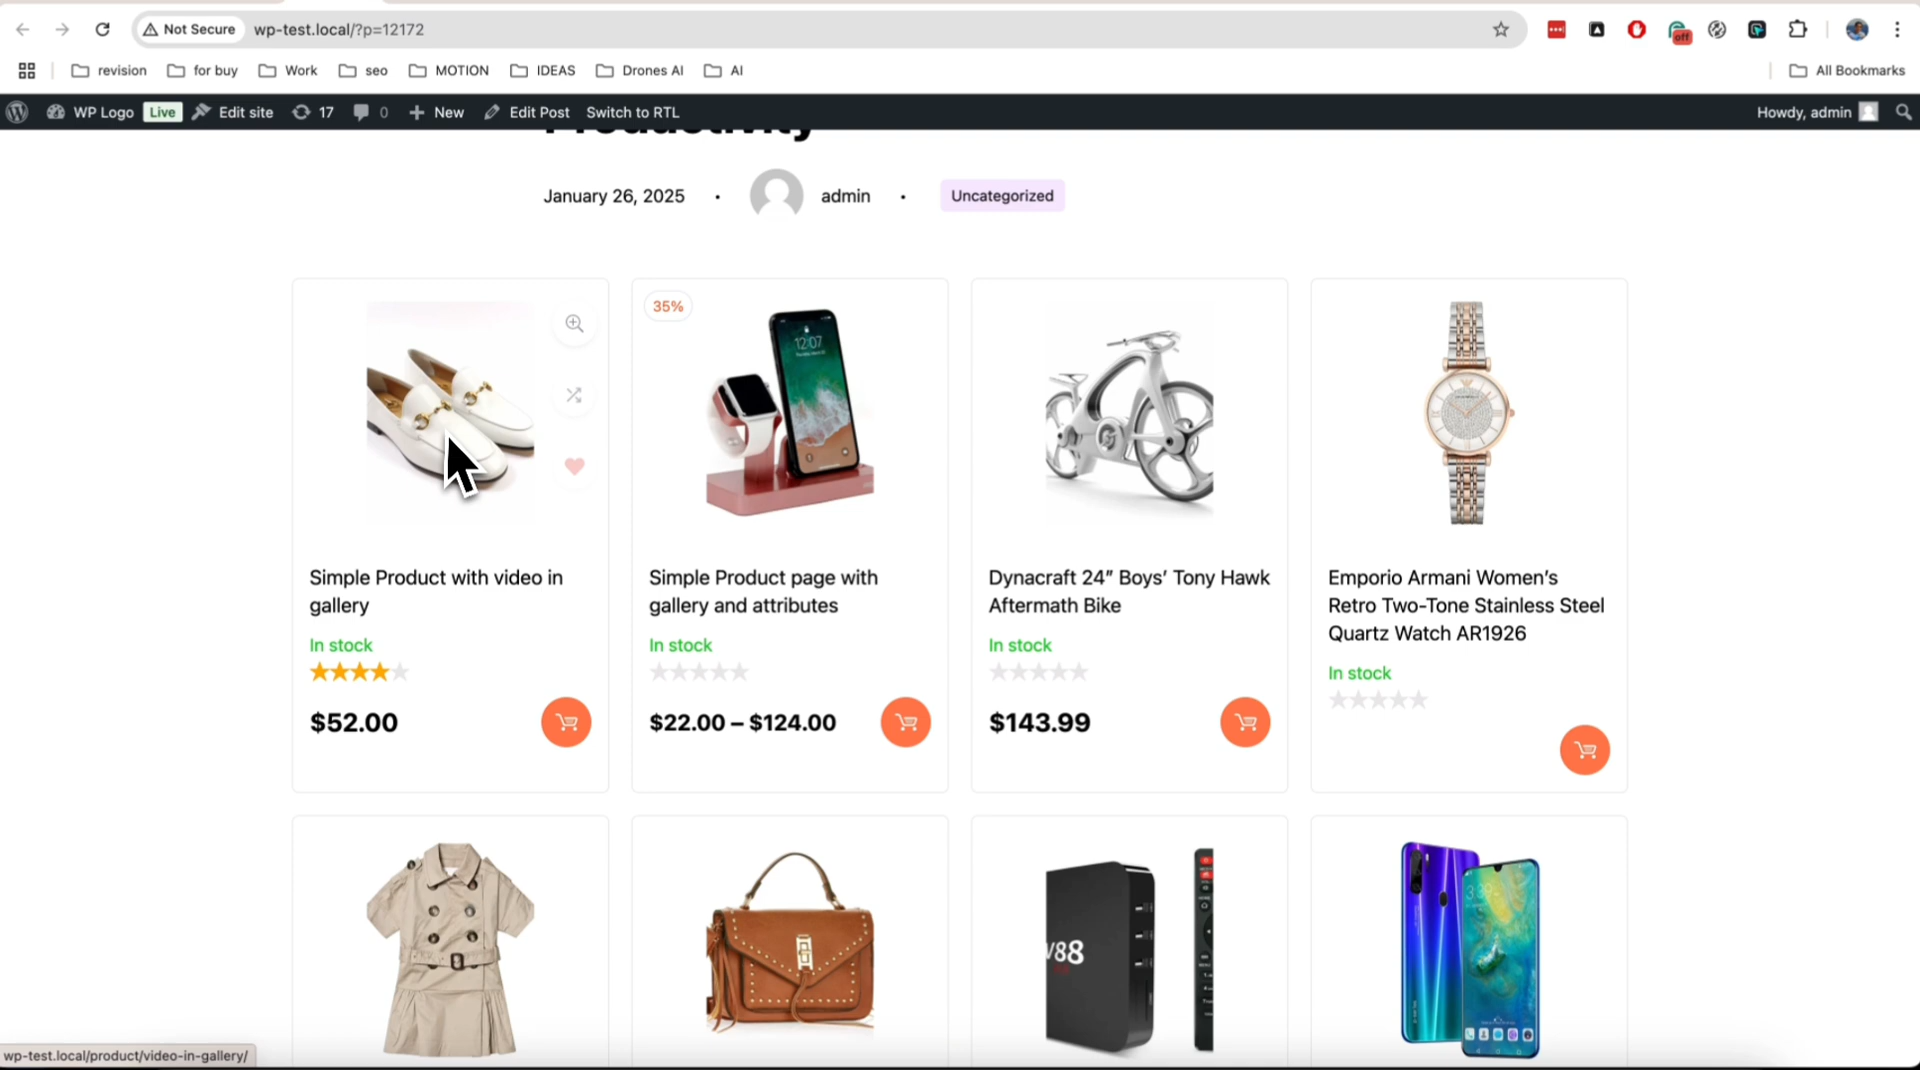 Not Secure wp-test.local/?p=12172
off
revision for buy Work seo MOTION IDEAS Drones AI AI All Bookmarks
WP Logo Live Edit site 17 0 New Edit Post Switch to RTL Howdy, admin
Productivity
January 26, 2025 · admin · Uncategorized
35%
12:07
Simple Product with video in
gallery
In stock
$52.00
Simple Product page with
gallery and attributes
In stock
$22.00 – $124.00
Dynacraft 24″ Boys’ Tony Hawk
Aftermath Bike
In stock
$143.99
Emporio Armani Women’s
Retro Two-Tone Stainless Steel
Quartz Watch AR1926
In stock
V88
wp-test.local/product/video-in-gallery/